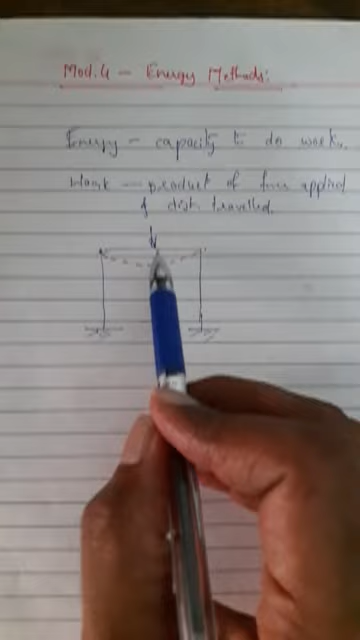 Mod.4 - Energy Methods:
Energy - capacity to do work.
Work - product of force applied
& dist travelled.